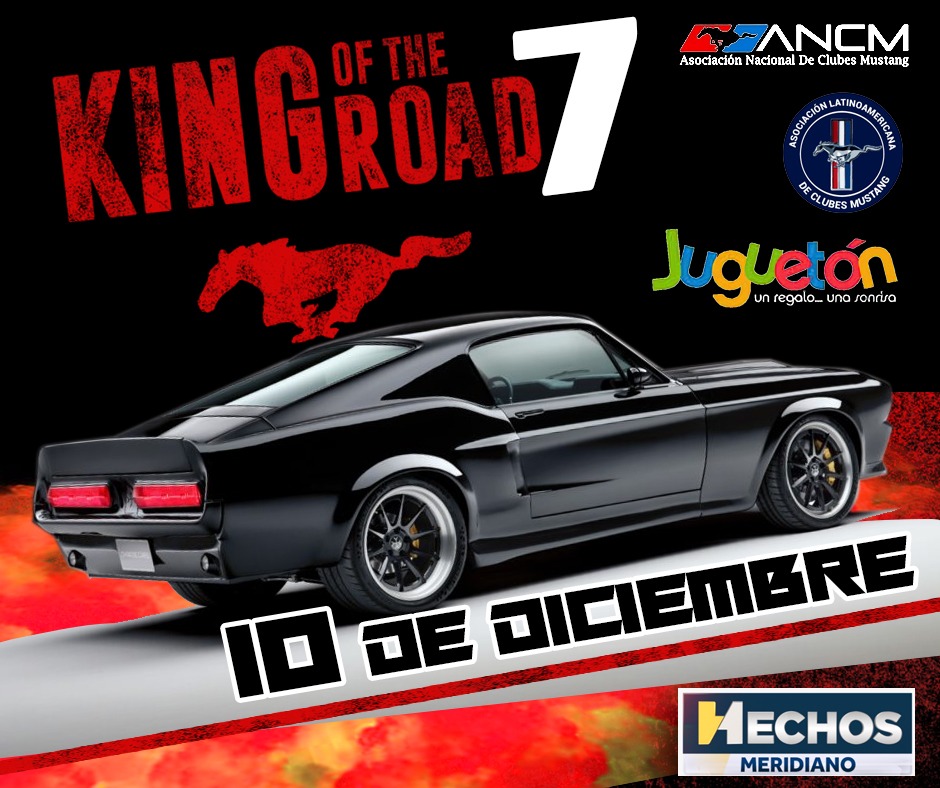 KING OF THE ROAD 7
ANCM
Asociación Nacional De Clubes Mustang
ASOCIACIÓN LATINOAMERICANA
DE CLUBES MUSTANG
Juguetón
un regalo... una sonrisa
10 DE DICIEMBRE
HECHOS
MERIDIANO